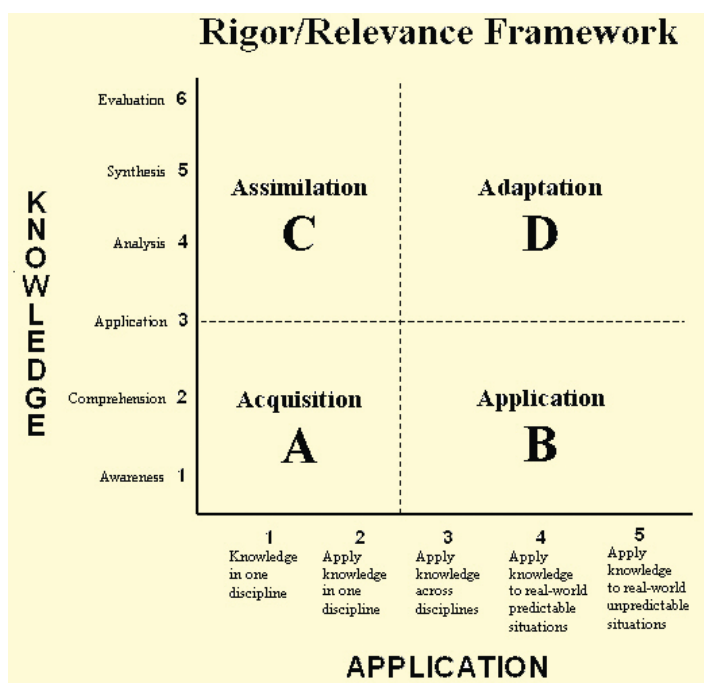 Rigor/Relevance Framework
KNOWLEDGE
Evaluation 6
Synthesis 5
Analysis 4
Application 3
Comprehension 2
Awareness 1
Assimilation
C
Adaptation
D
Acquisition
A
Application
B
1
Knowledge
in one
discipline
2
Apply
knowledge
in one
discipline
3
Apply
knowledge
across
disciplines
4
Apply
knowledge
to real-world
predictable
situations
5
Apply
knowledge
to real-world
unpredictable
situations
APPLICATION